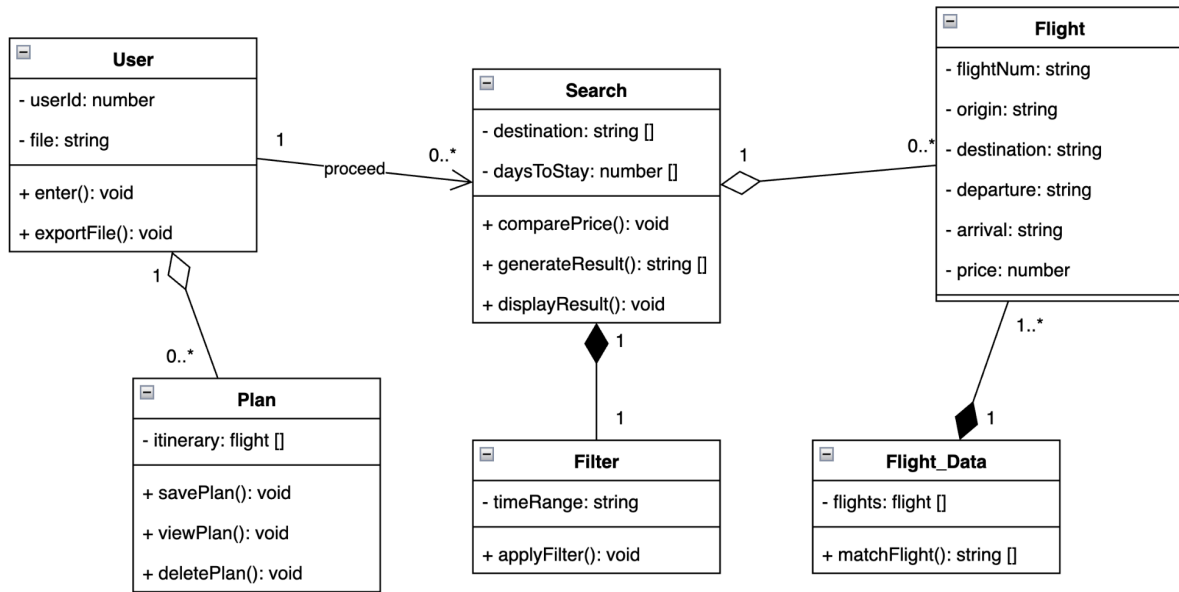 User
- userId: number
- file: string
+ enter(): void
+ exportFile(): void
1
proceed
0..*
Search
- destination: string []
- daysToStay: number []
+ comparePrice(): void
+ generateResult(): string []
+ displayResult(): void
1
0..*
Flight
- flightNum: string
- origin: string
- destination: string
- departure: string
- arrival: string
- price: number
1
0..*
Plan
- itinerary: flight []
+ savePlan(): void
+ viewPlan(): void
+ deletePlan(): void
1
1
Filter
- timeRange: string
+ applyFilter(): void
1..*
1
Flight_Data
- flights: flight []
+ matchFlight(): string []